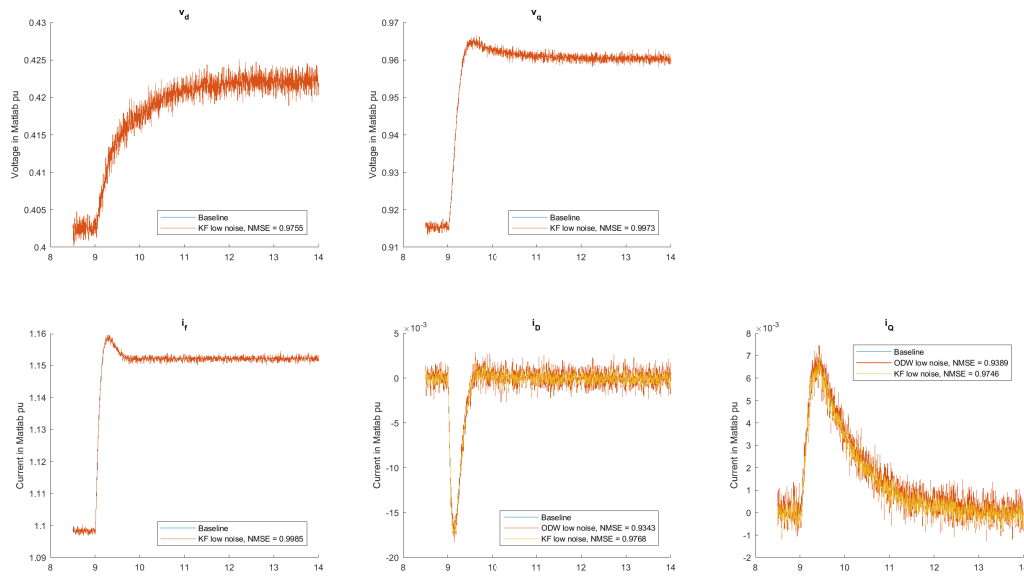 v_d
Voltage in Matlab pu
0.43
0.425
0.42
0.415
0.41
0.405
0.4
8 9 10 11 12 13 14
Baseline
KF low noise, NMSE = 0.9755
v_q
Voltage in Matlab pu
0.97
0.96
0.95
0.94
0.93
0.92
0.91
8 9 10 11 12 13 14
Baseline
KF low noise, NMSE = 0.9973
i_f
Current in Matlab pu
1.16
1.15
1.14
1.13
1.12
1.11
1.1
1.09
8 9 10 11 12 13 14
Baseline
KF low noise, NMSE = 0.9985
i_D
×10^-3
Current in Matlab pu
5
0
-5
-10
-15
-20
8 9 10 11 12 13 14
Baseline
ODW low noise, NMSE = 0.9343
KF low noise, NMSE = 0.9768
i_Q
×10^-3
Current in Matlab pu
8
7
6
5
4
3
2
1
0
-1
-2
8 9 10 11 12 13 14
Baseline
ODW low noise, NMSE = 0.9389
KF low noise, NMSE = 0.9746